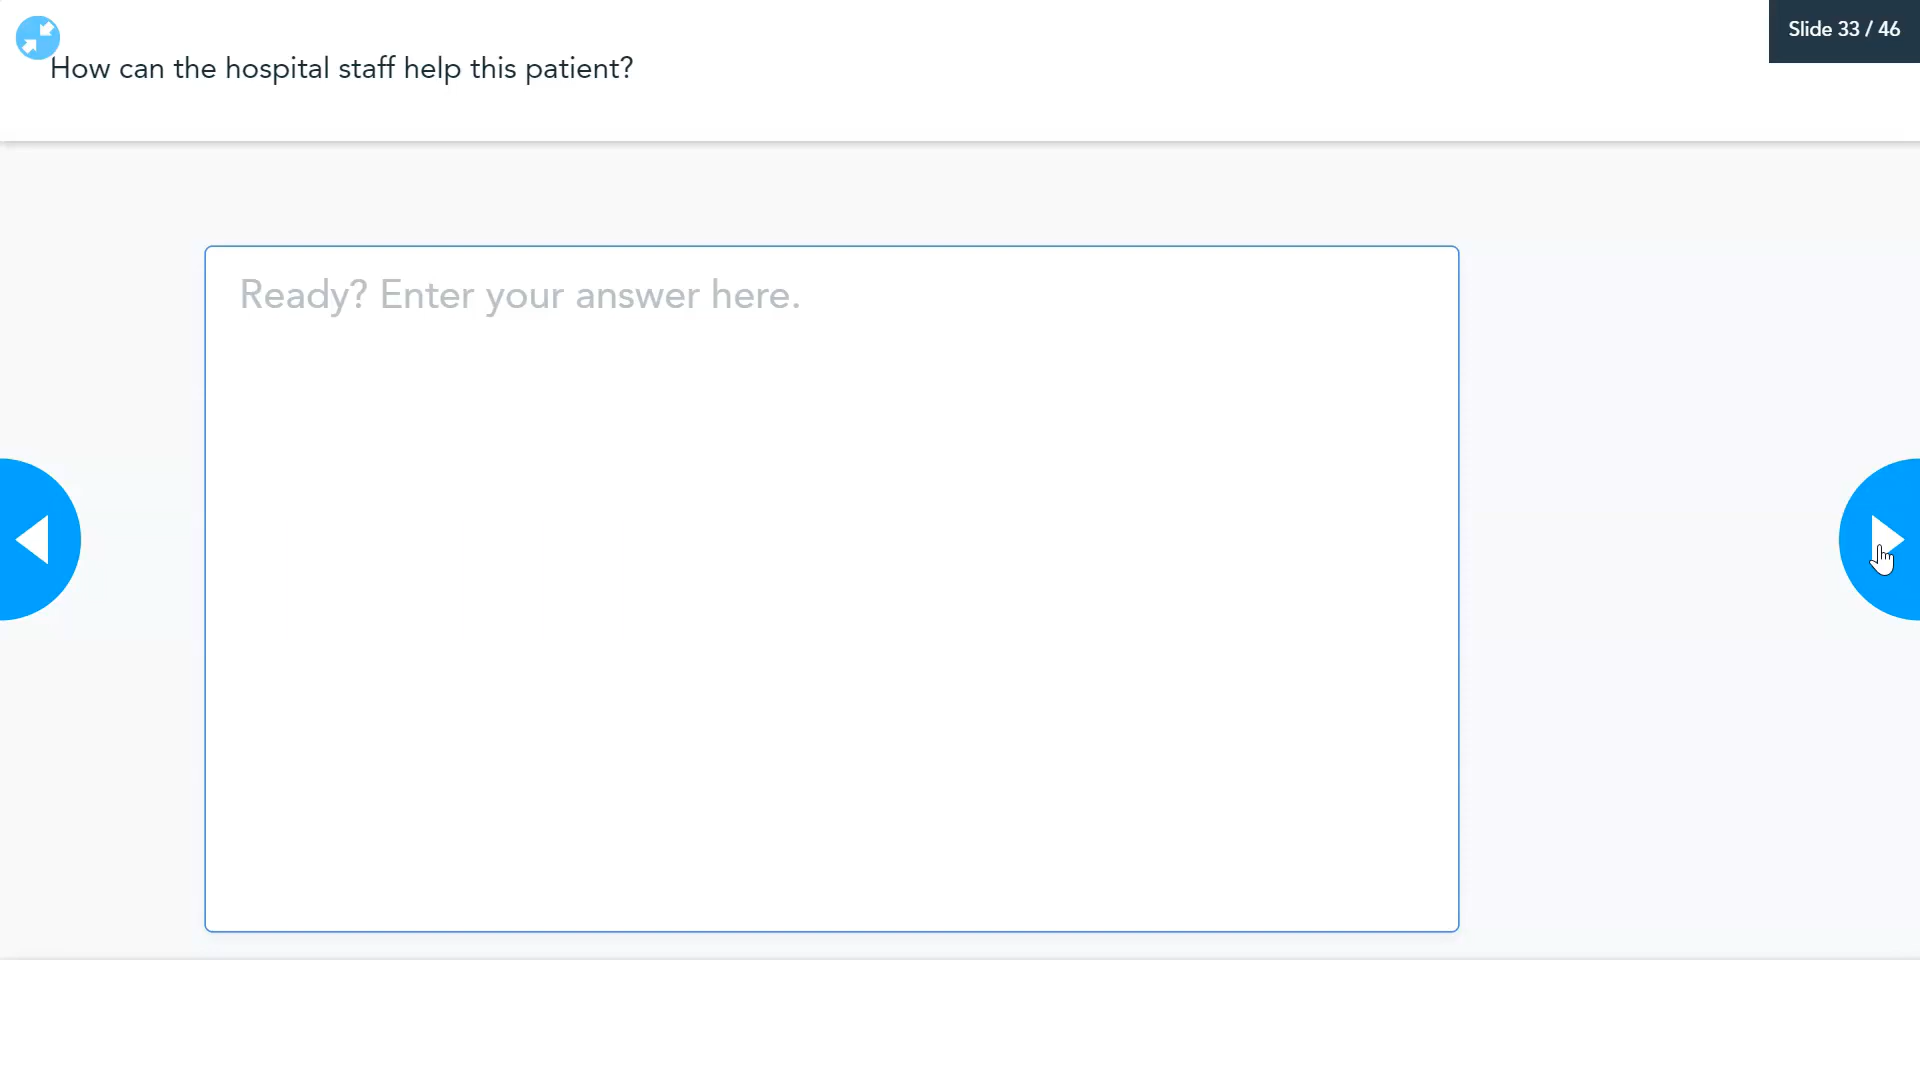 Slide 33 / 46
How can the hospital staff help this patient?
Ready? Enter your answer here.